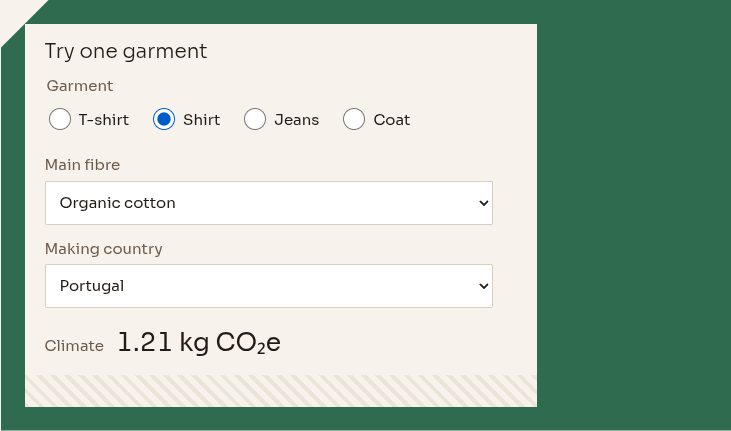 Try one garment
Garment
T-shirt Shirt Jeans Coat
Main fibre
Organic cotton
Making country
Portugal
Climate 1.21 kg CO₂e